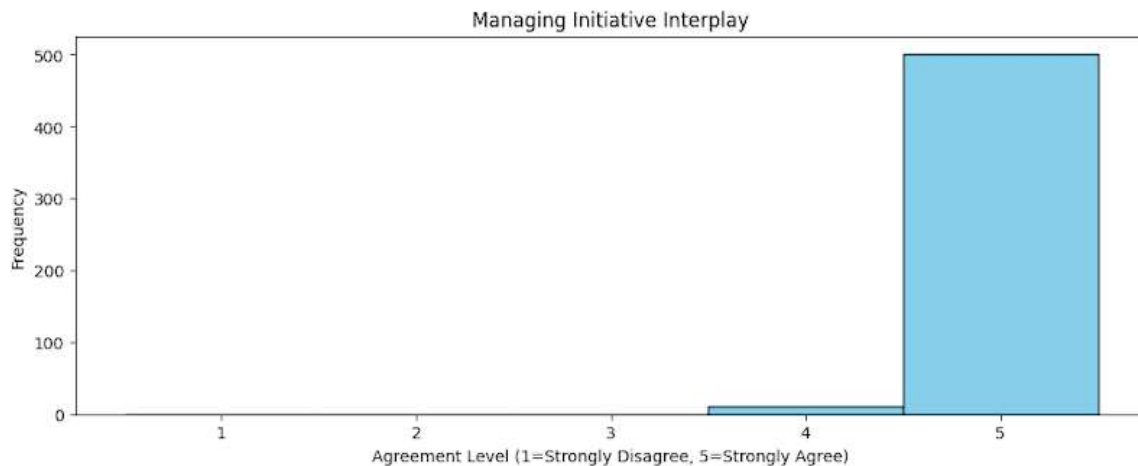 Managing Initiative Interplay
500
400
300
200
100
0
Frequency
1 2 3 4 5
Agreement Level (1=Strongly Disagree, 5=Strongly Agree)